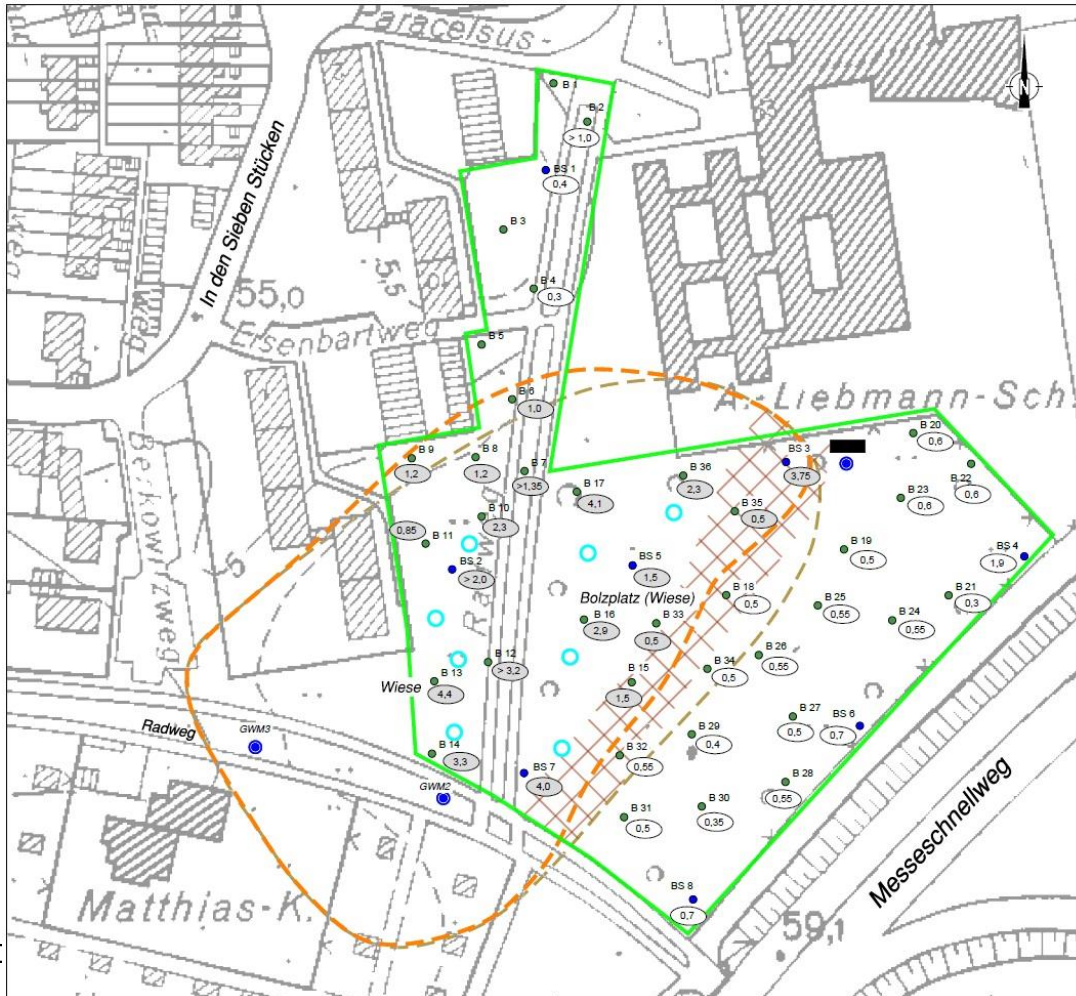 Paracelsus-
N
B 1
B 2
> 1,0
BS 1
0,4
In den Sieben Stücken
B 3
B 4
0,3
55,0
5,5
Eisenbartweg
B 5
B 6
1,0
A.-Liebmann-Sch
B 20
0,6
B 9
1,2
B 8
1,2
B 7
>1,35
BS 3
3,75
B 36
2,3
B 22
0,6
B 17
4,1
B 23
0,6
B 10
2,3
B 35
0,5
0,85
B 11
B 19
0,5
BS 4
1,9
BS 2
> 2,0
BS 5
1,5
Bolzplatz (Wiese)
B 18
0,5
B 25
0,55
B 21
0,3
B 16
2,9
B 33
0,5
B 24
0,55
Berlowitzweg
B 12
> 3,2
B 26
0,55
B 34
0,5
Wiese
B 13
4,4
B 15
1,5
B 27
0,5
BS 6
0,7
Radweg
GWM3
B 29
0,4
B 14
3,3
B 32
0,55
BS 7
4,0
B 28
0,55
GWM2
B 31
0,5
B 30
0,35
Messeschnellweg
Matthias-K.
BS 8
0,7
59,1